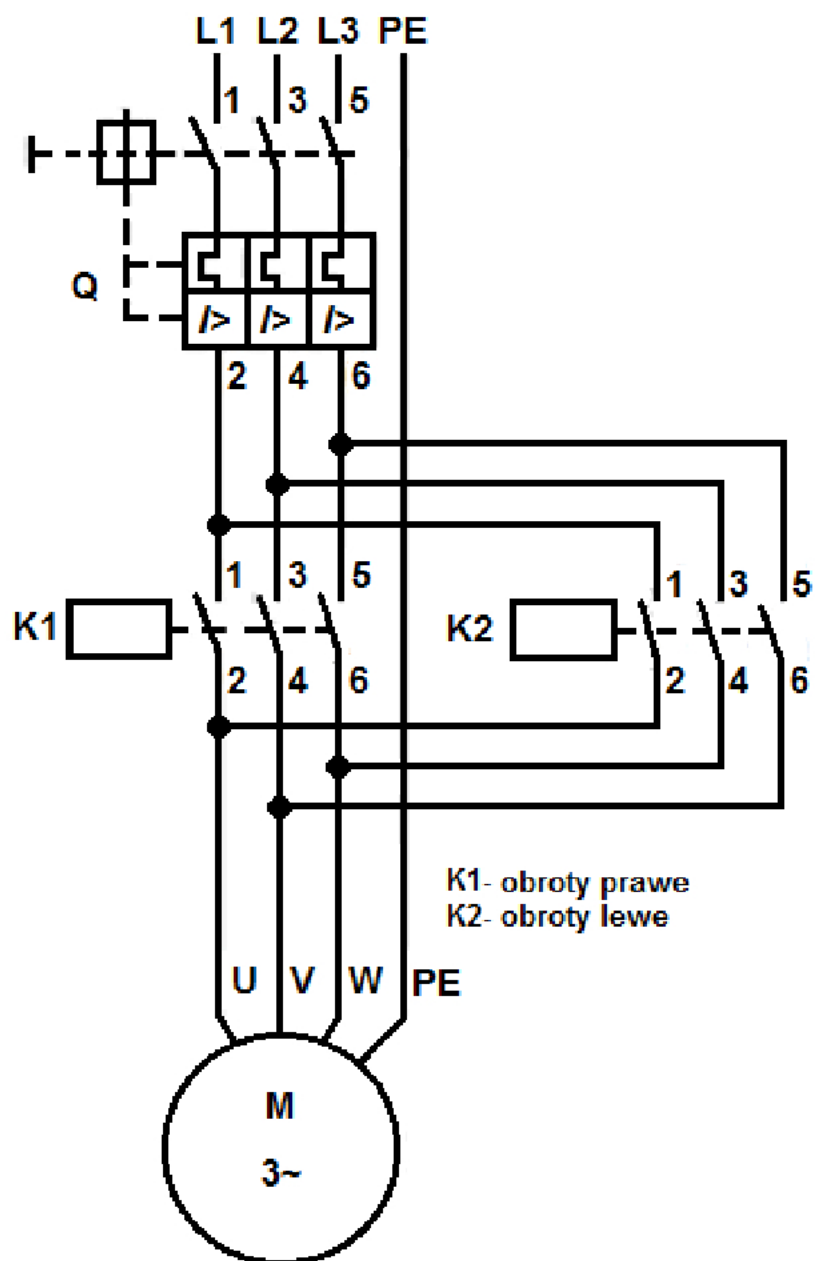 L1 L2 L3 PE
1 3 5
Q
/> /> />
2 4 6
1 3 5
1 3 5
K1
K2
2 4 6
2 4 6
K1- obroty prawe
K2- obroty lewe
U V W PE
M
3~